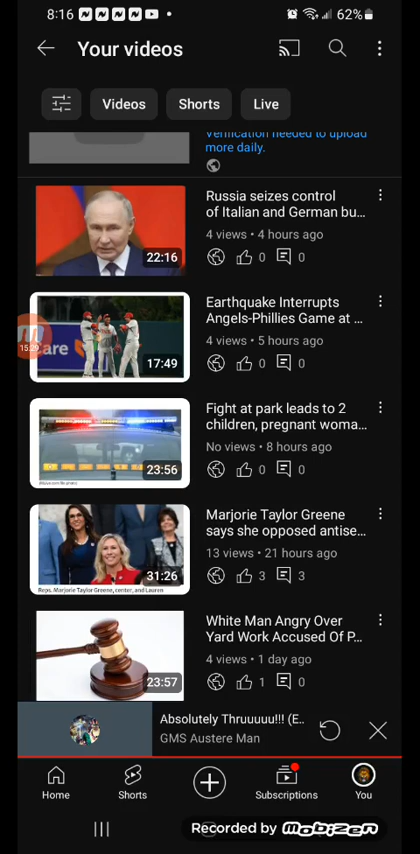 8:16
62%
Your videos
Videos
Shorts
Live
Verification needed to upload
more daily.
Russia seizes control
of Italian and German bu...
4 views • 4 hours ago
0
0
22:16
Earthquake Interrupts
Angels-Phillies Game at ...
4 views • 5 hours ago
0
0
are
15:29
17:49
Fight at park leads to 2
children, pregnant woma...
No views • 8 hours ago
0
0
23:56
Marjorie Taylor Greene
says she opposed antise...
13 views • 21 hours ago
3
3
31:26
Reps. Marjorie Taylor Greene, center, and Lauren
White Man Angry Over
Yard Work Accused Of P...
4 views • 1 day ago
1
0
23:57
Absolutely Thruuuuu!!! (E..
GMS Austere Man
Home
Shorts
Subscriptions
You
Recorded by mobizen